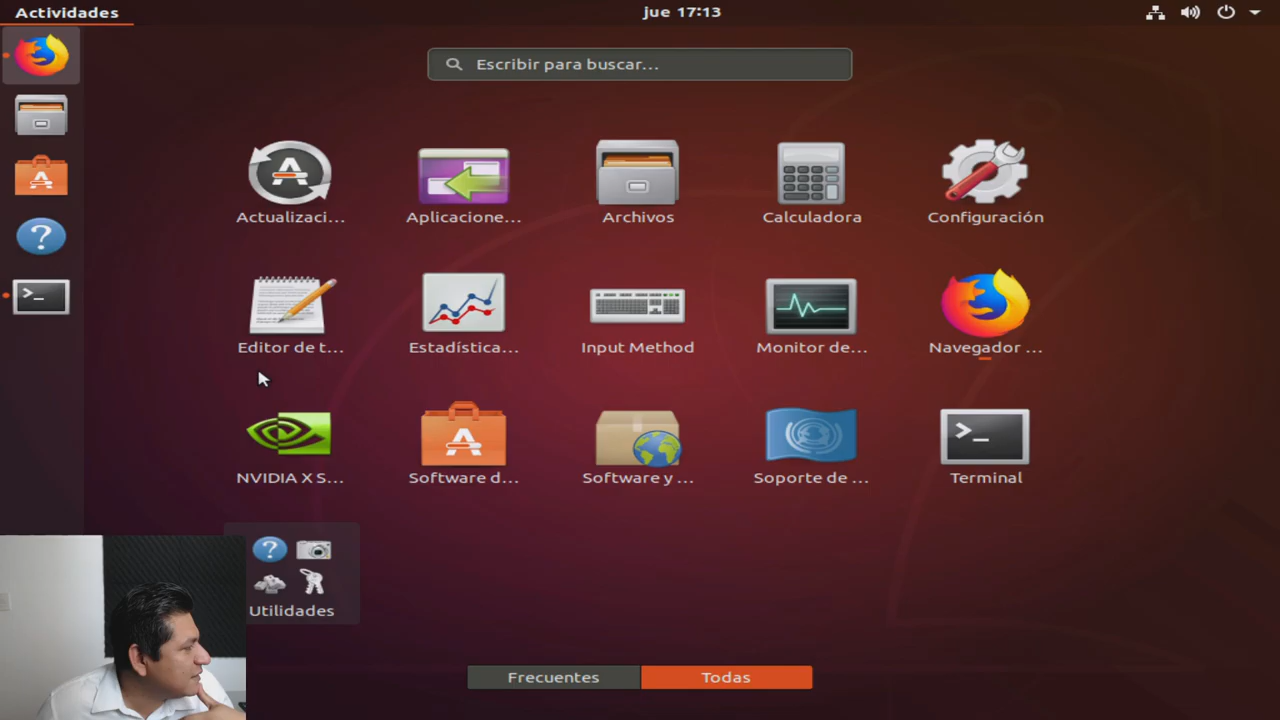 Actividades
jue 17:13
Escribir para buscar...
Actualizaci...
Aplicacione...
Archivos
Calculadora
Configuración
Editor de t...
Estadística...
Input Method
Monitor de...
Navegador ...
NVIDIA X S...
Software d...
Software y ...
Soporte de ...
Terminal
Utilidades
Frecuentes
Todas